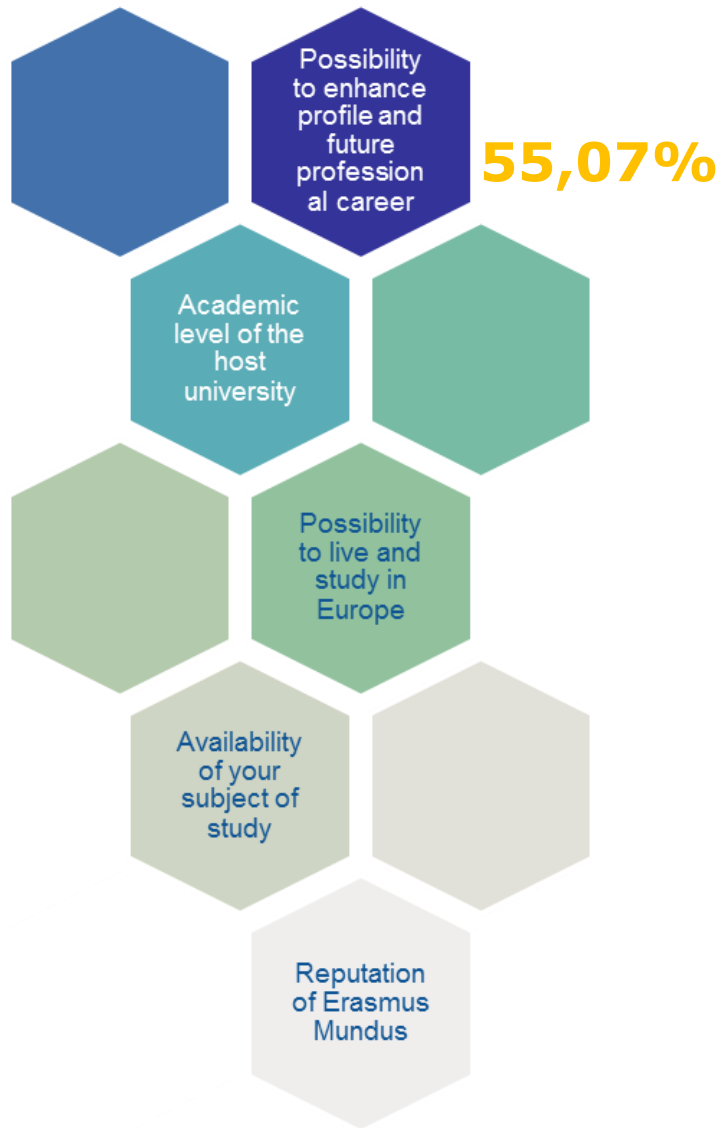 Possibility
to enhance
profile and
future
profession
al career
55,07%
Academic
level of the
host
university
Possibility
to live and
study in
Europe
Availability
of your
subject of
study
Reputation
of Erasmus
Mundus